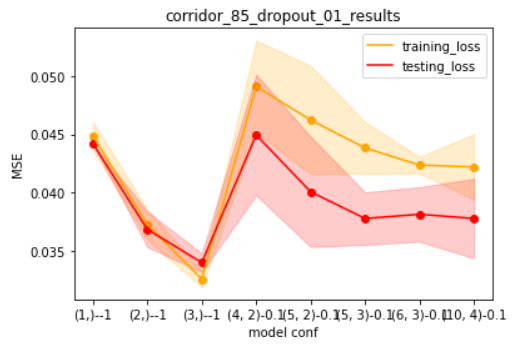 corridor_85_dropout_01_results
training_loss
testing_loss
0.050
0.045
0.040
0.035
MSE
(1,)--1 (2,)--1 (3,)--1 (4, 2)-0.1 (5, 2)-0.1 (5, 3)-0.1 (6, 3)-0.1 (10, 4)-0.1
model conf